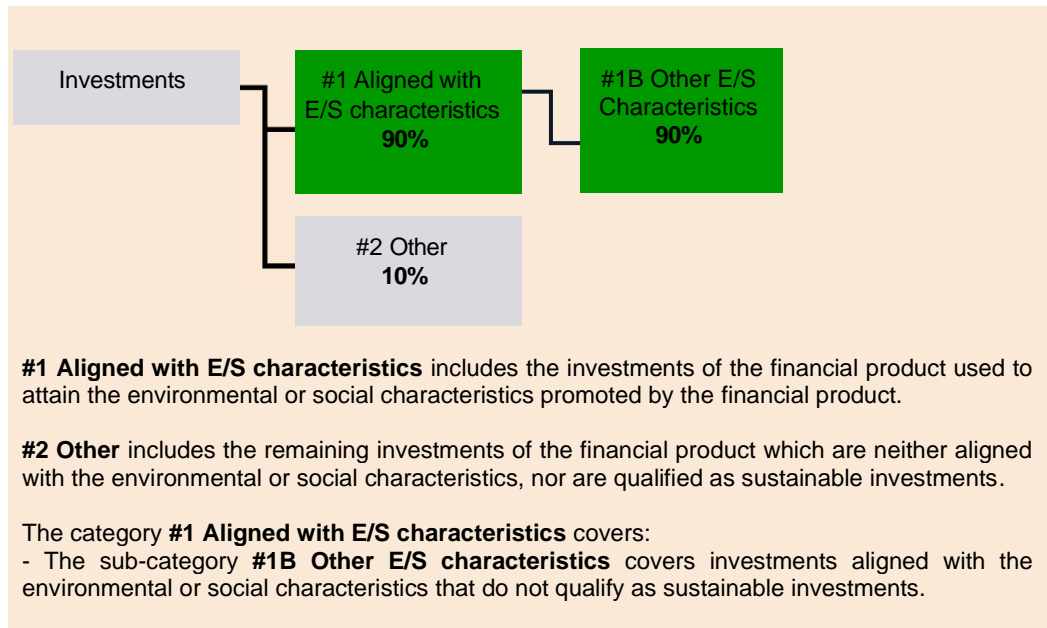 Investments
#1 Aligned with
E/S characteristics
90%
#1B Other E/S
Characteristics
90%
#2 Other
10%
#1 Aligned with E/S characteristics includes the investments of the financial product used to
attain the environmental or social characteristics promoted by the financial product.
#2 Other includes the remaining investments of the financial product which are neither aligned
with the environmental or social characteristics, nor are qualified as sustainable investments.
The category #1 Aligned with E/S characteristics covers:
- The sub-category #1B Other E/S characteristics covers investments aligned with the
environmental or social characteristics that do not qualify as sustainable investments.